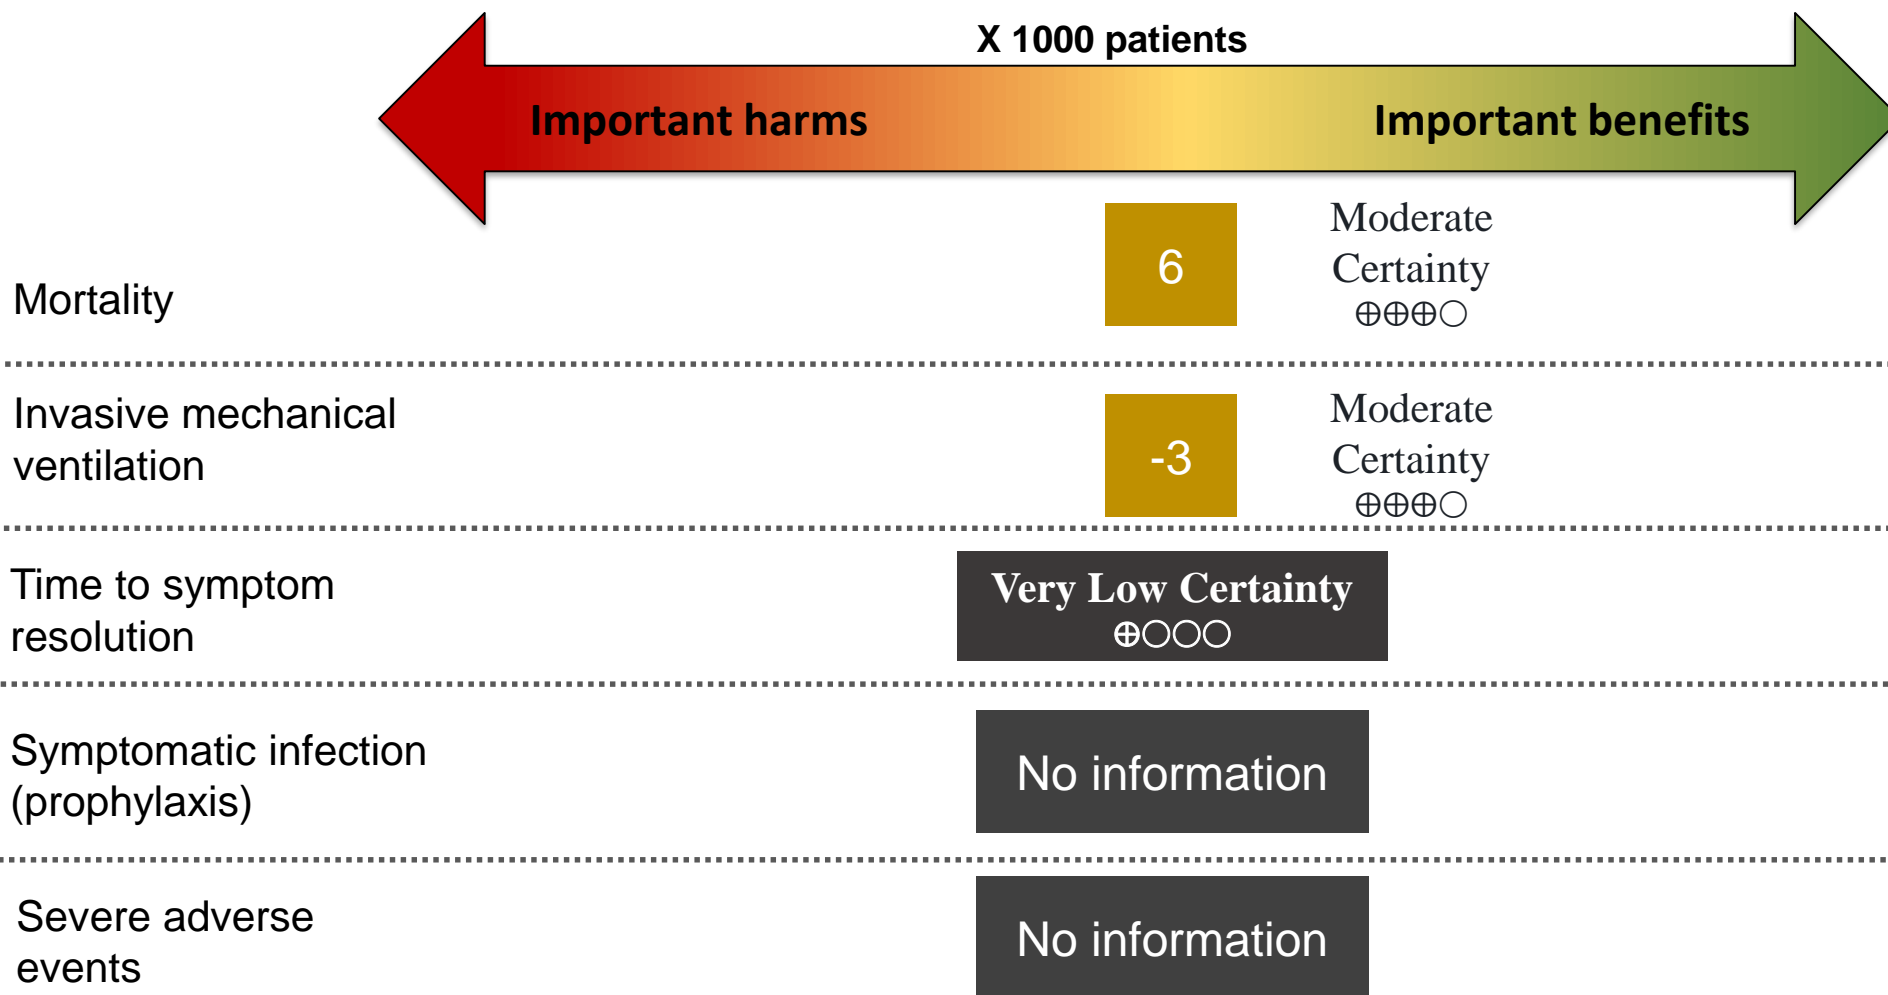 X 1000 patients
Important harms
Important benefits
Mortality
6
Moderate
Certainty
⊕⊕⊕○
Invasive mechanical
ventilation
-3
Moderate
Certainty
⊕⊕⊕○
Time to symptom
resolution
Very Low Certainty
⊕○○○
Symptomatic infection
(prophylaxis)
No information
Severe adverse
events
No information